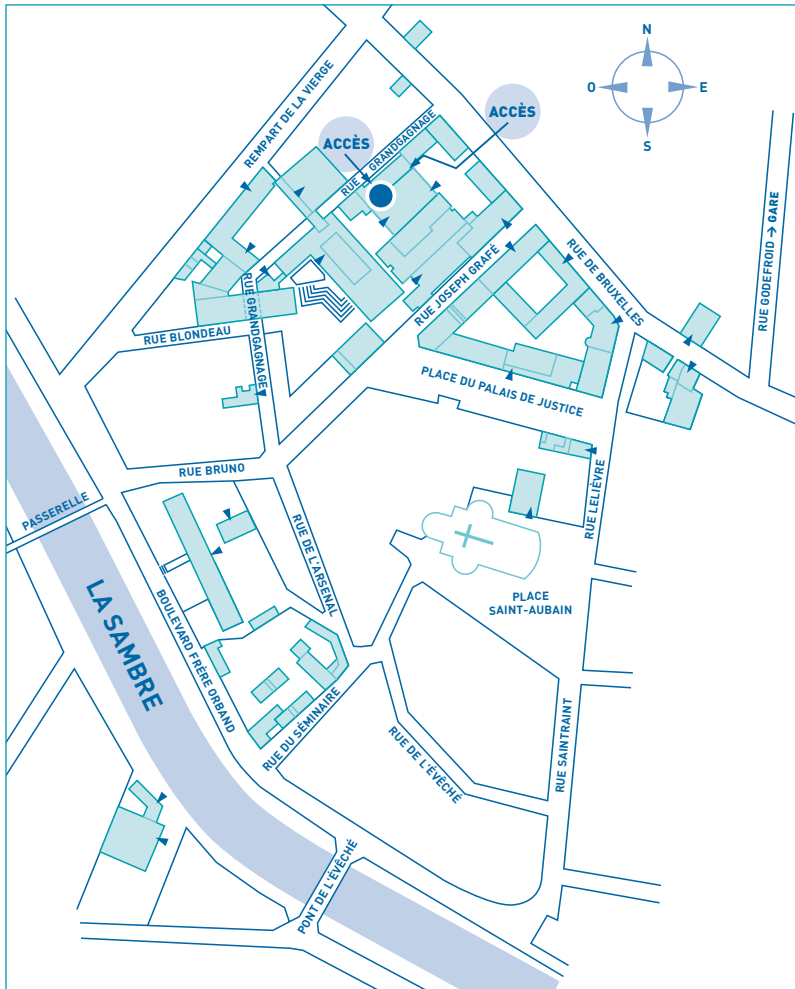 N
O
E
S
REMPART DE LA VIERGE
ACCÈS
ACCÈS
RUE GRANDGAGNAGE
RUE GODEFROID → GARE
RUE DE BRUXELLES
RUE JOSEPH GRAFÉ
RUE GRANDGAGNAGE
RUE BLONDEAU
PLACE DU PALAIS DE JUSTICE
RUE BRUNO
RUE LELIÈVRE
PASSERELLE
RUE DE L'ARSENAL
LA SAMBRE
BOULEVARD FRÈRE ORBAND
PLACE
SAINT-AUBAIN
RUE DU SÉMINAIRE
RUE DE L'ÉVÊCHÉ
RUE SAINTRAINT
PONT DE L'ÉVÊCHÉ